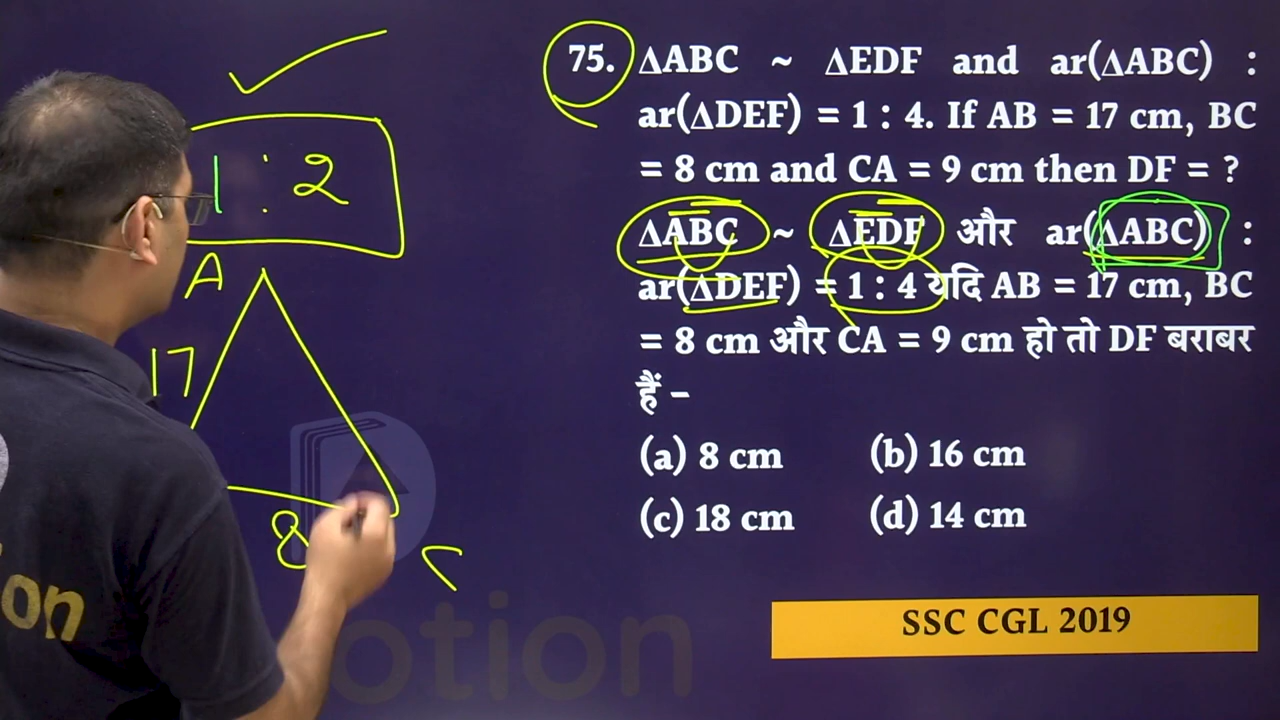 75. ΔABC ~ ΔEDF and ar(ΔABC) :
ar(ΔDEF) = 1 : 4. If AB = 17 cm, BC
= 8 cm and CA = 9 cm then DF = ?
ΔABC ~ ΔEDF और ar(ΔABC) :
ar(ΔDEF) = 1 : 4 यदि AB = 17 cm, BC
= 8 cm और CA = 9 cm हो तो DF बराबर
हैं –
(a) 8 cm (b) 16 cm
(c) 18 cm (d) 14 cm
SSC CGL 2019
1 : 2
A
17
8
C
otion
on